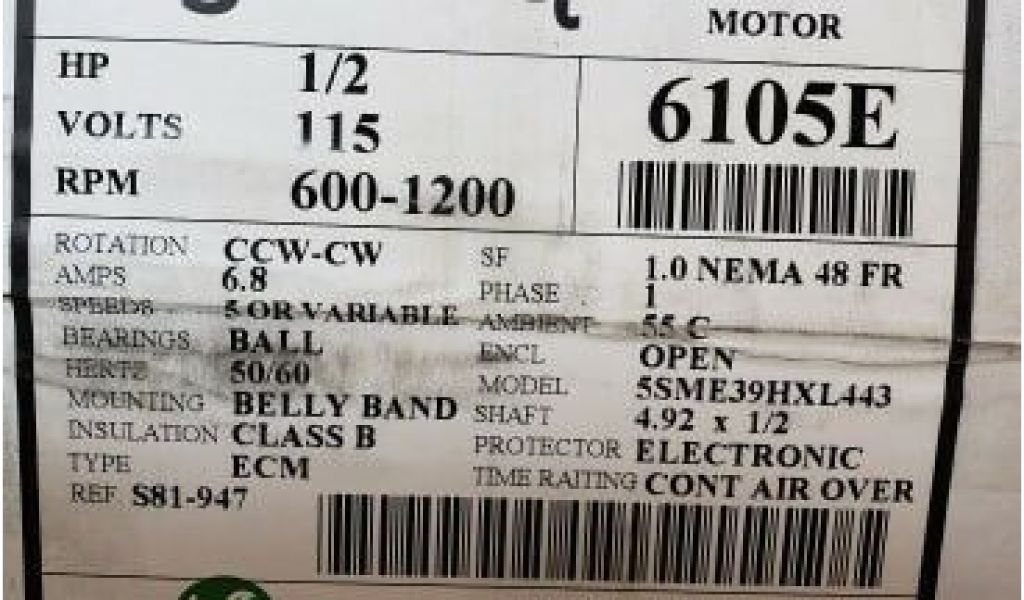 MOTOR
HP 1/2
VOLTS 115
RPM 600-1200
6105E
ROTATION CCW-CW
AMPS 6.8
SPEEDS 5 OR VARIABLE
BEARINGS BALL
HERTZ 50/60
MOUNTING BELLY BAND
INSULATION CLASS B
TYPE ECM
REF S81-947
SF 1.0 NEMA 48 FR
PHASE 1
AMBIENT 55 C
ENCL OPEN
MODEL 5SME39HXL443
SHAFT 4.92 x 1/2
PROTECTOR ELECTRONIC
TIME RAITING CONT AIR OVER